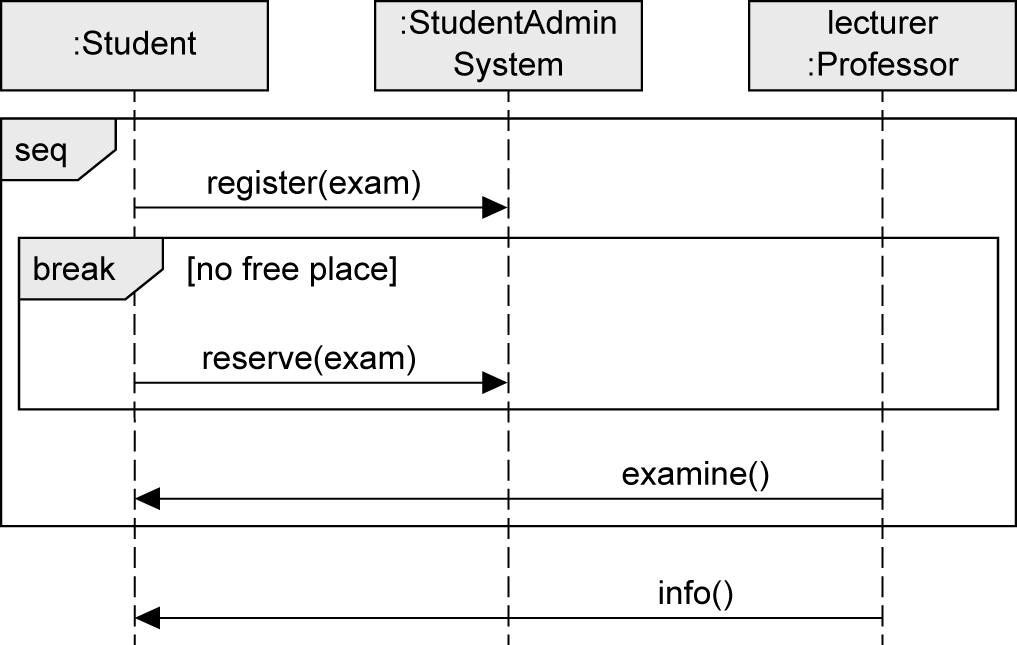 :Student
:StudentAdmin
System
lecturer
:Professor
seq
register(exam)
break
[no free place]
reserve(exam)
examine()
info()